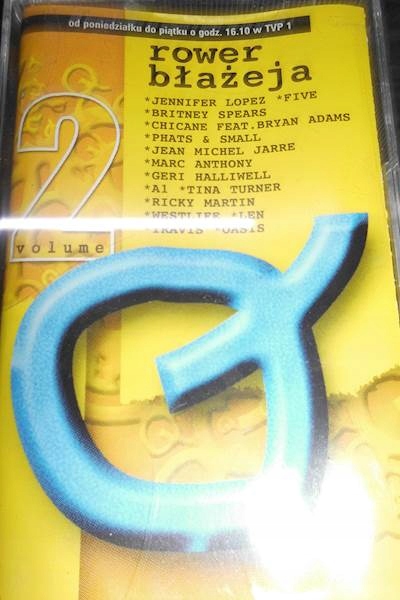 od poniedziałku do piątku o godz. 16.10 w TVP 1
rower
błażeja
*JENNIFER LOPEZ *FIVE
*BRITNEY SPEARS
*CHICANE FEAT.BRYAN ADAMS
*PHATS & SMALL
*JEAN MICHEL JARRE
*MARC ANTHONY
*GERI HALLIWELL
*A1 *TINA TURNER
*RICKY MARTIN
*WESTLIFE *LEN
*TRAVIS *OASIS
2
volume